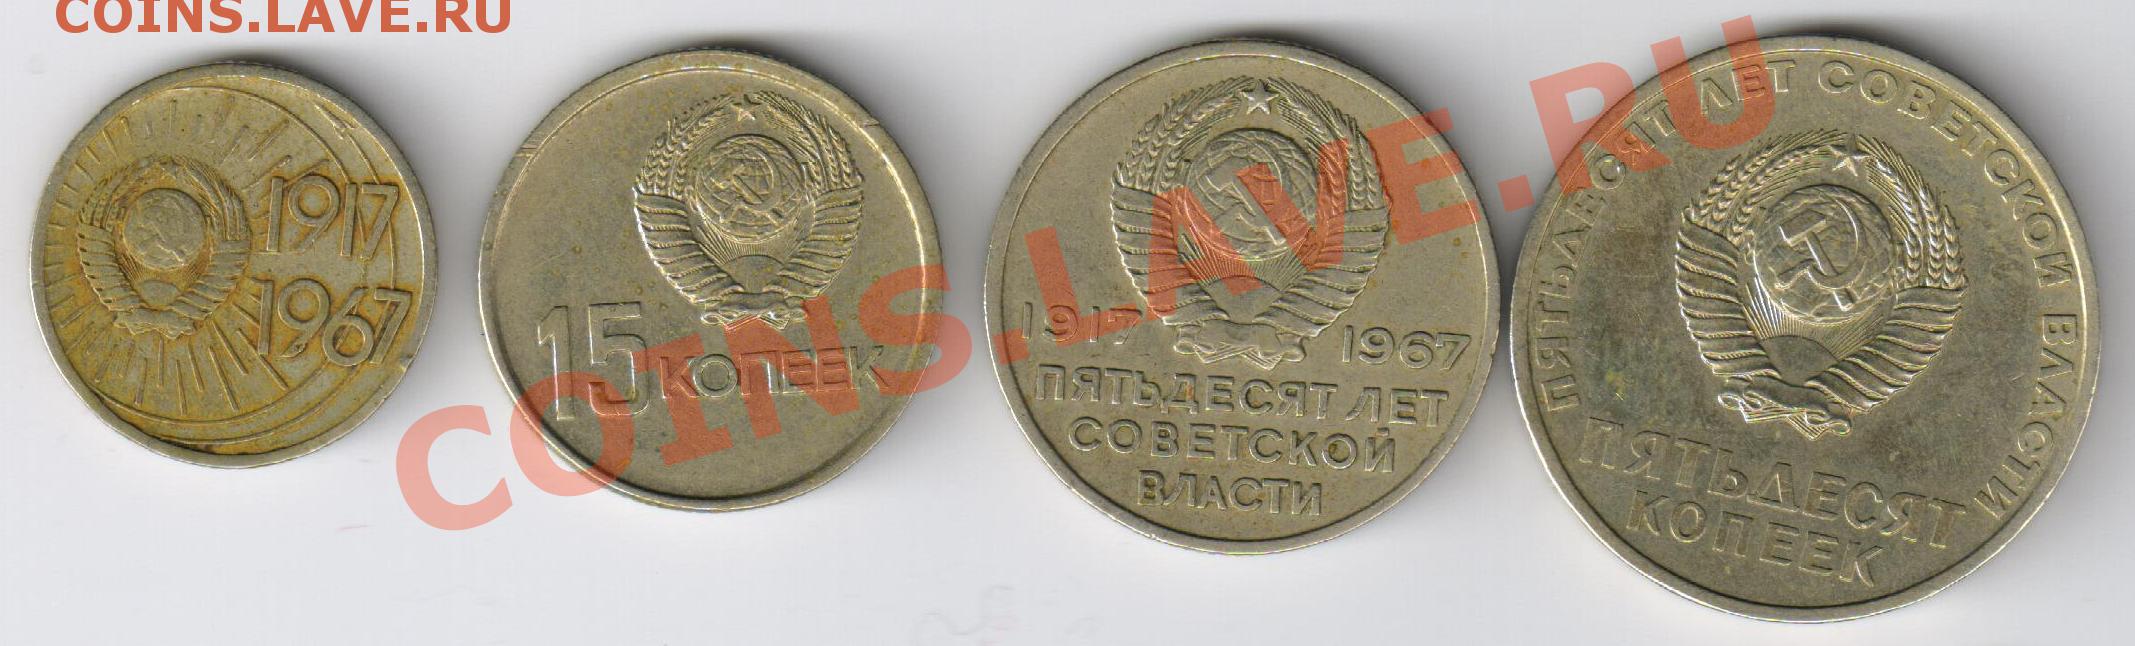 COINS.LAVE.RU
1917
1967
15 КОПЕЕК
1917 1967
ПЯТЬДЕСЯТ ЛЕТ
СОВЕТСКОЙ
ВЛАСТИ
ПЯТЬДЕСЯТ ЛЕТ СОВЕТСКОЙ ВЛАСТИ
ПЯТЬДЕСЯТ
КОПЕЕК
COINS.LAVE.RU